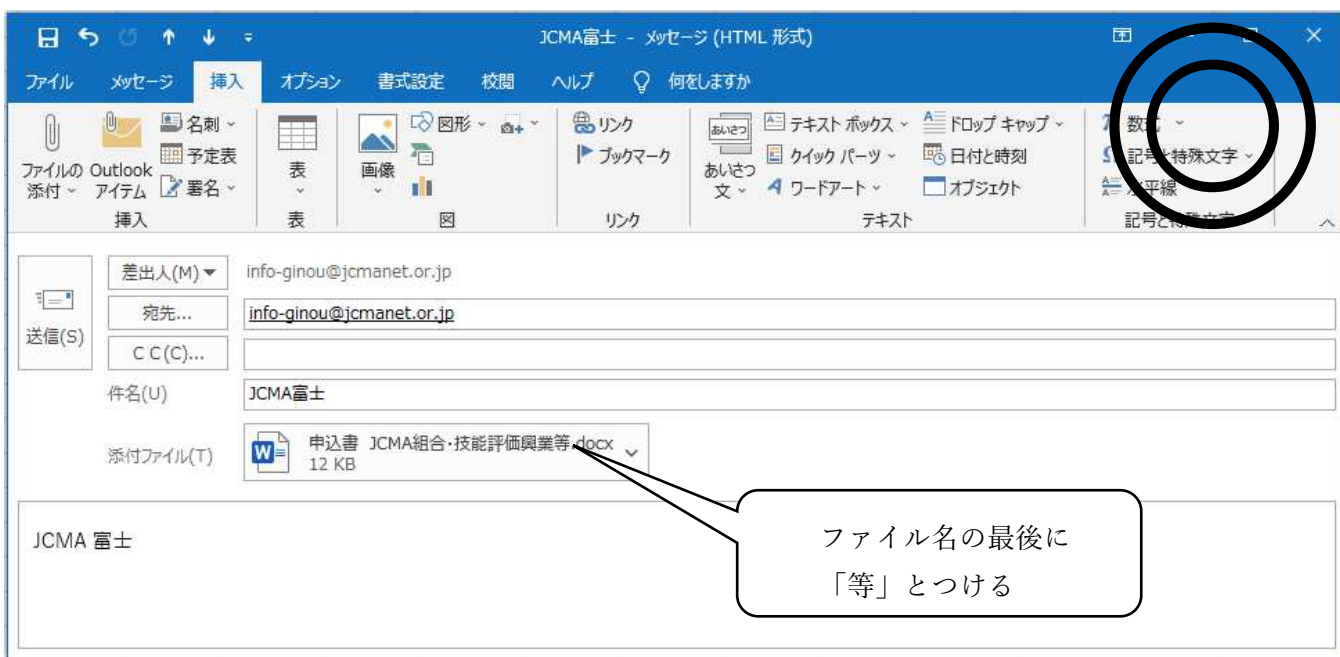 JCMA富士 - メッセージ (HTML 形式)
ファイル メッセージ 挿入 オプション 書式設定 校閲 ヘルプ 何をしますか
ファイルの添付
Outlook アイテム
名刺
予定表
署名
挿入
表
表
画像
図形
図
リンク
ブックマーク
リンク
あいさつ
あいさつ文
テキスト ボックス
クイック パーツ
ワードアート
ドロップ キャップ
日付と時刻
オブジェクト
テキスト
数式
記号と特殊文字
水平線
記号と特殊文字
送信(S)
差出人(M) info-ginou@jcmanet.or.jp
宛先... info-ginou@jcmanet.or.jp
C C(C)...
件名(U) JCMA富士
添付ファイル(T) 申込書 JCMA組合・技能評価興業等.docx
12 KB
JCMA 富士
ファイル名の最後に
「等」とつける